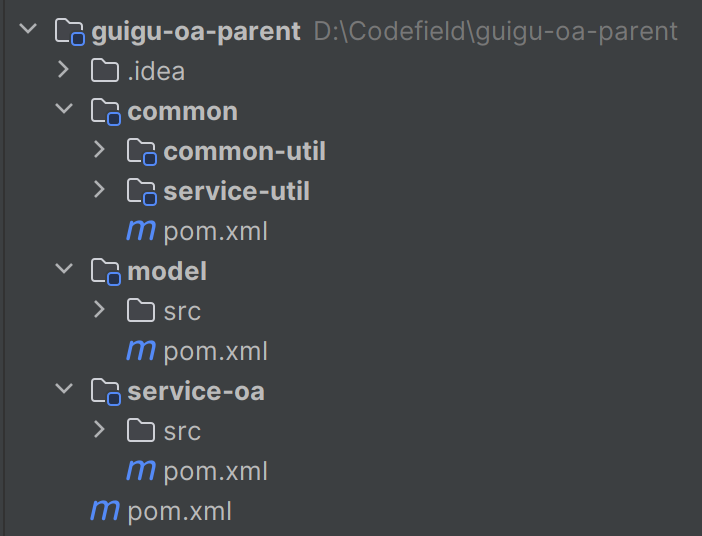 guigu-oa-parent D:\Codefield\guigu-oa-parent
.idea
common
common-util
service-util
m pom.xml
model
src
m pom.xml
service-oa
src
m pom.xml
m pom.xml